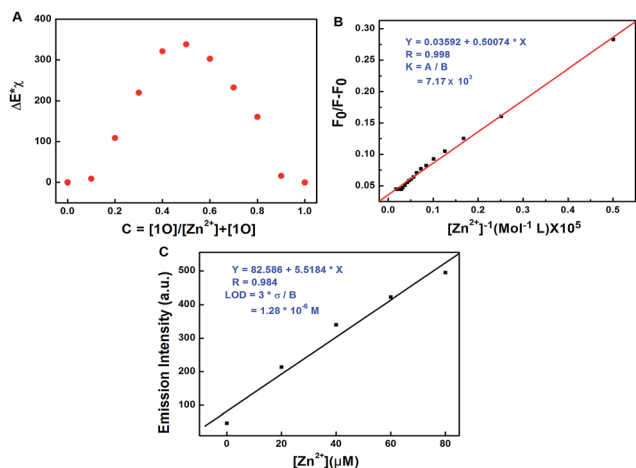 A
400
300
200
100
0
ΔE*χ
0.0 0.2 0.4 0.6 0.8 1.0
C = [1O]/[Zn²⁺]+[1O]
B
Y = 0.03592 + 0.50074 * X
R = 0.998
K = A / B
= 7.17 x 10³
0.30
0.25
0.20
0.15
0.10
0.05
F₀/F-F₀
0.0 0.1 0.2 0.3 0.4 0.5
[Zn²⁺]⁻¹(Mol⁻¹ L)X10⁵
C
Y = 82.586 + 5.5184 * X
R = 0.984
LOD = 3 * σ / B
= 1.28 * 10⁻⁶ M
500
400
300
200
100
Emission Intensity (a.u.)
0 20 40 60 80
[Zn²⁺](μM)